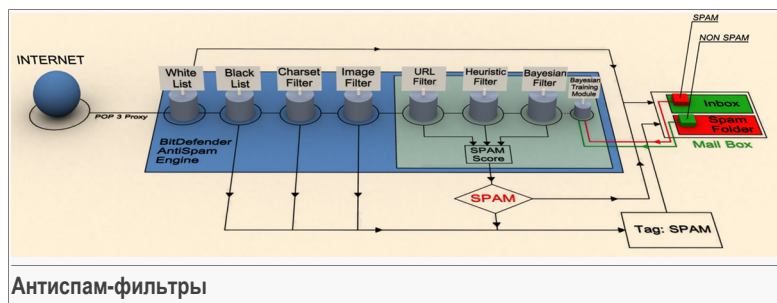 SPAM
NON SPAM
INTERNET
White
List
Black
List
Charset
Filter
Image
Filter
URL
Filter
Heuristic
Filter
Bayesian
Filter
Bayesian
Training
Module
POP 3 Proxy
BitDefender
AntiSpam
Engine
SPAM
Score
Inbox
Spam
Folder
Mail Box
SPAM
Tag: SPAM
Антиспам-фильтры